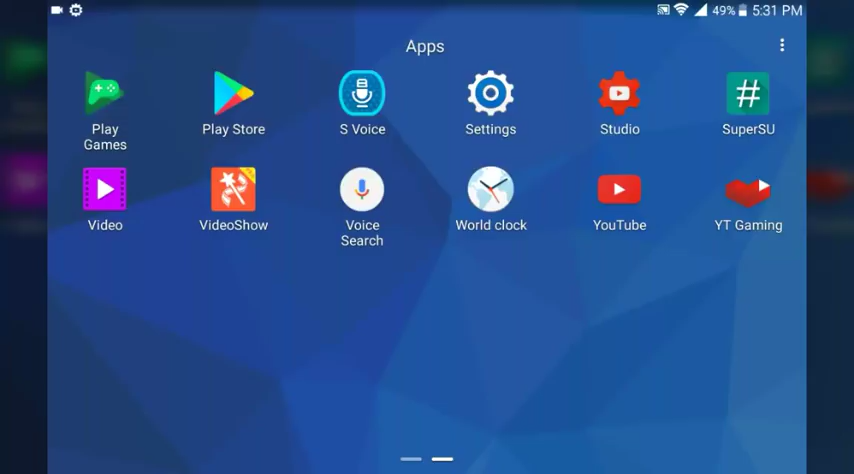 49% 5:31 PM
Apps
Play Games
Play Store
S Voice
Settings
Studio
SuperSU
Video
VideoShow
Voice Search
World clock
YouTube
YT Gaming